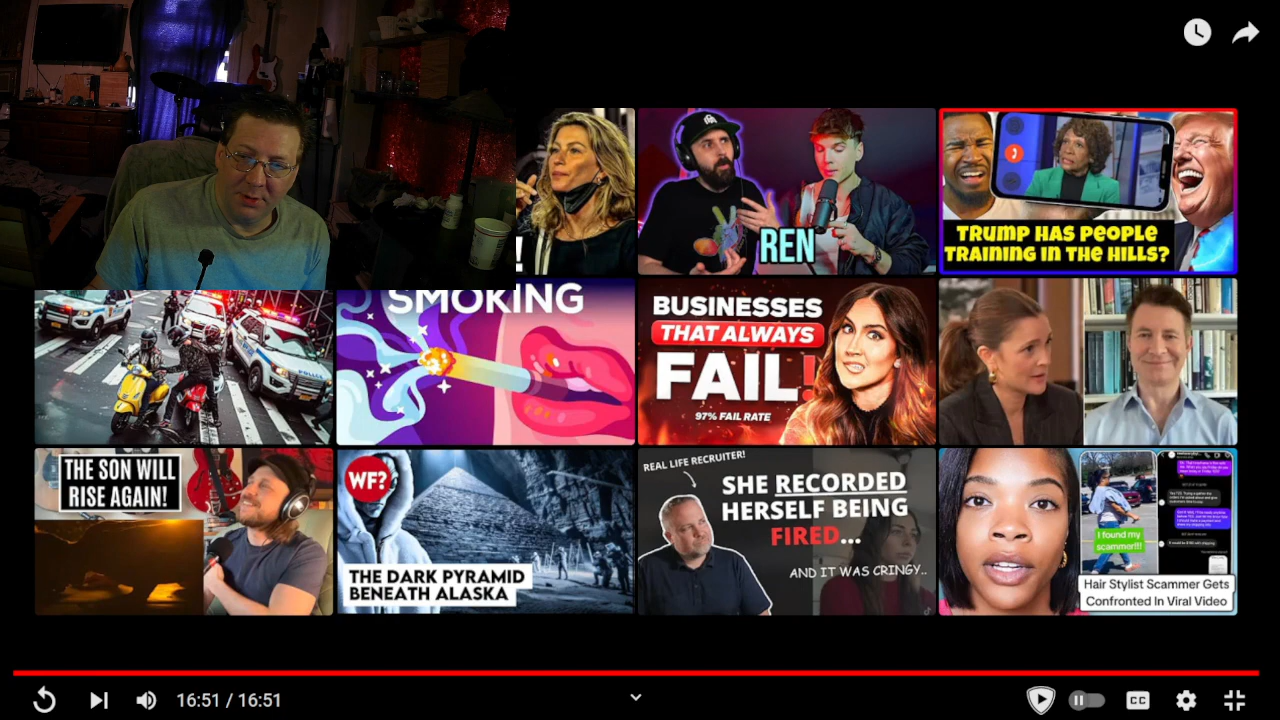 !
REN
TRUMP HAS PEOPLE
TRAINING IN THE HILLS?
SMOKING
BUSINESSES
THAT ALWAYS
FAIL!
97% FAIL RATE
POLICE
THE SON WILL
RISE AGAIN!
WF?
THE DARK PYRAMID
BENEATH ALASKA
REAL LIFE RECRUITER!
SHE RECORDED
HERSELF BEING
FIRED...
AND IT WAS CRINGY..
I found my
scammer!!!
Hair Stylist Scammer Gets
Confronted In Viral Video
16:51 / 16:51
CC